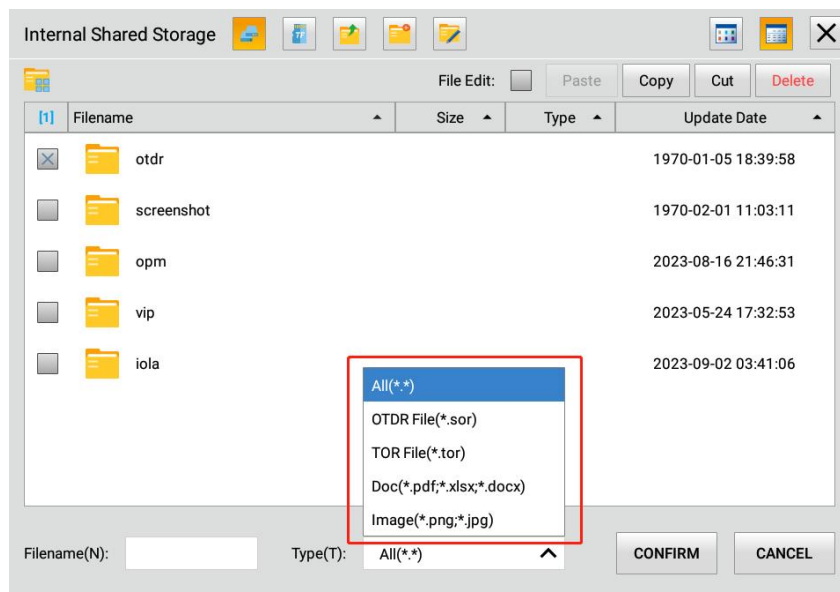 Internal Shared Storage TF
File Edit: Paste Copy Cut Delete
[1] Filename Size Type Update Date
otdr 1970-01-05 18:39:58
screenshot 1970-02-01 11:03:11
opm 2023-08-16 21:46:31
vip 2023-05-24 17:32:53
iola 2023-09-02 03:41:06
All(*.*)
OTDR File(*.sor)
TOR File(*.tor)
Doc(*.pdf;*.xlsx;*.docx)
Image(*.png;*.jpg)
Filename(N): Type(T): All(*.*) CONFIRM CANCEL